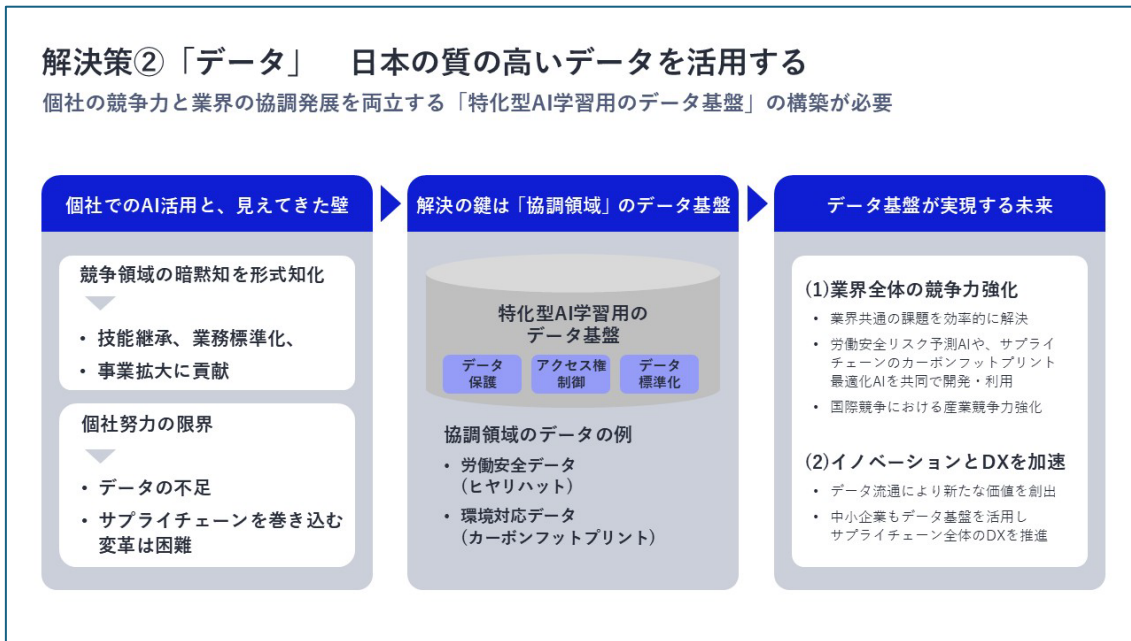 解決策②「データ」　日本の質の高いデータを活用する
個社の競争力と業界の協調発展を両立する「特化型AI学習用のデータ基盤」の構築が必要
個社でのAI活用と、見えてきた壁
競争領域の暗黙知を形式知化
• 技能継承、業務標準化、
• 事業拡大に貢献
個社努力の限界
• データの不足
• サプライチェーンを巻き込む
変革は困難
解決の鍵は「協調領域」のデータ基盤
特化型AI学習用の
データ基盤
データ
保護
アクセス権
制御
データ
標準化
協調領域のデータの例
• 労働安全データ
(ヒヤリハット)
• 環境対応データ
(カーボンフットプリント)
データ基盤が実現する未来
(1)業界全体の競争力強化
• 業界共通の課題を効率的に解決
• 労働安全リスク予測AIや、サプライ
チェーンのカーボンフットプリント
最適化AIを共同で開発・利用
• 国際競争における産業競争力強化
(2)イノベーションとDXを加速
• データ流通により新たな価値を創出
• 中小企業もデータ基盤を活用し
サプライチェーン全体のDXを推進